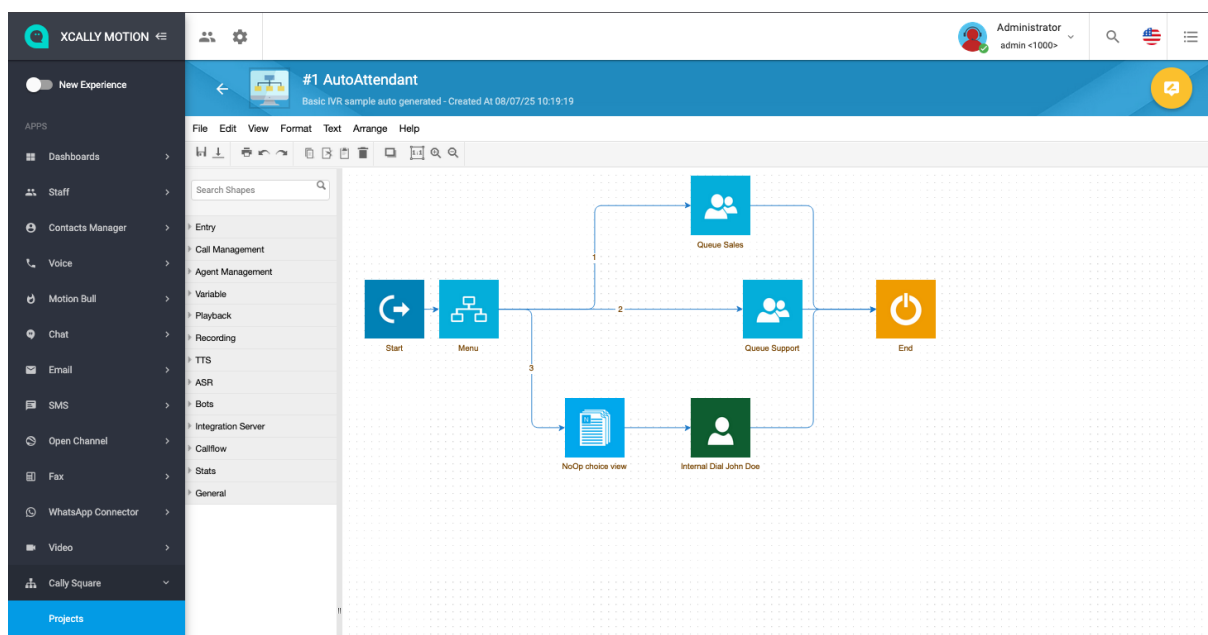 XCALLY MOTION
Administrator
admin <1000>
New Experience
#1 AutoAttendant
Basic IVR sample auto generated - Created At 08/07/25 10:19:19
APPS
File Edit View Format Text Arrange Help
Dashboards
Staff
Contacts Manager
Voice
Motion Bull
Chat
Email
SMS
Open Channel
Fax
WhatsApp Connector
Video
Cally Square
Projects
1:1
Search Shapes
Entry
Call Management
Agent Management
Variable
Playback
Recording
TTS
ASR
Bots
Integration Server
Callflow
Stats
General
Queue Sales
1
2
Start
Menu
Queue Support
End
3
N
NoOp choice view
Internal Dial John Doe